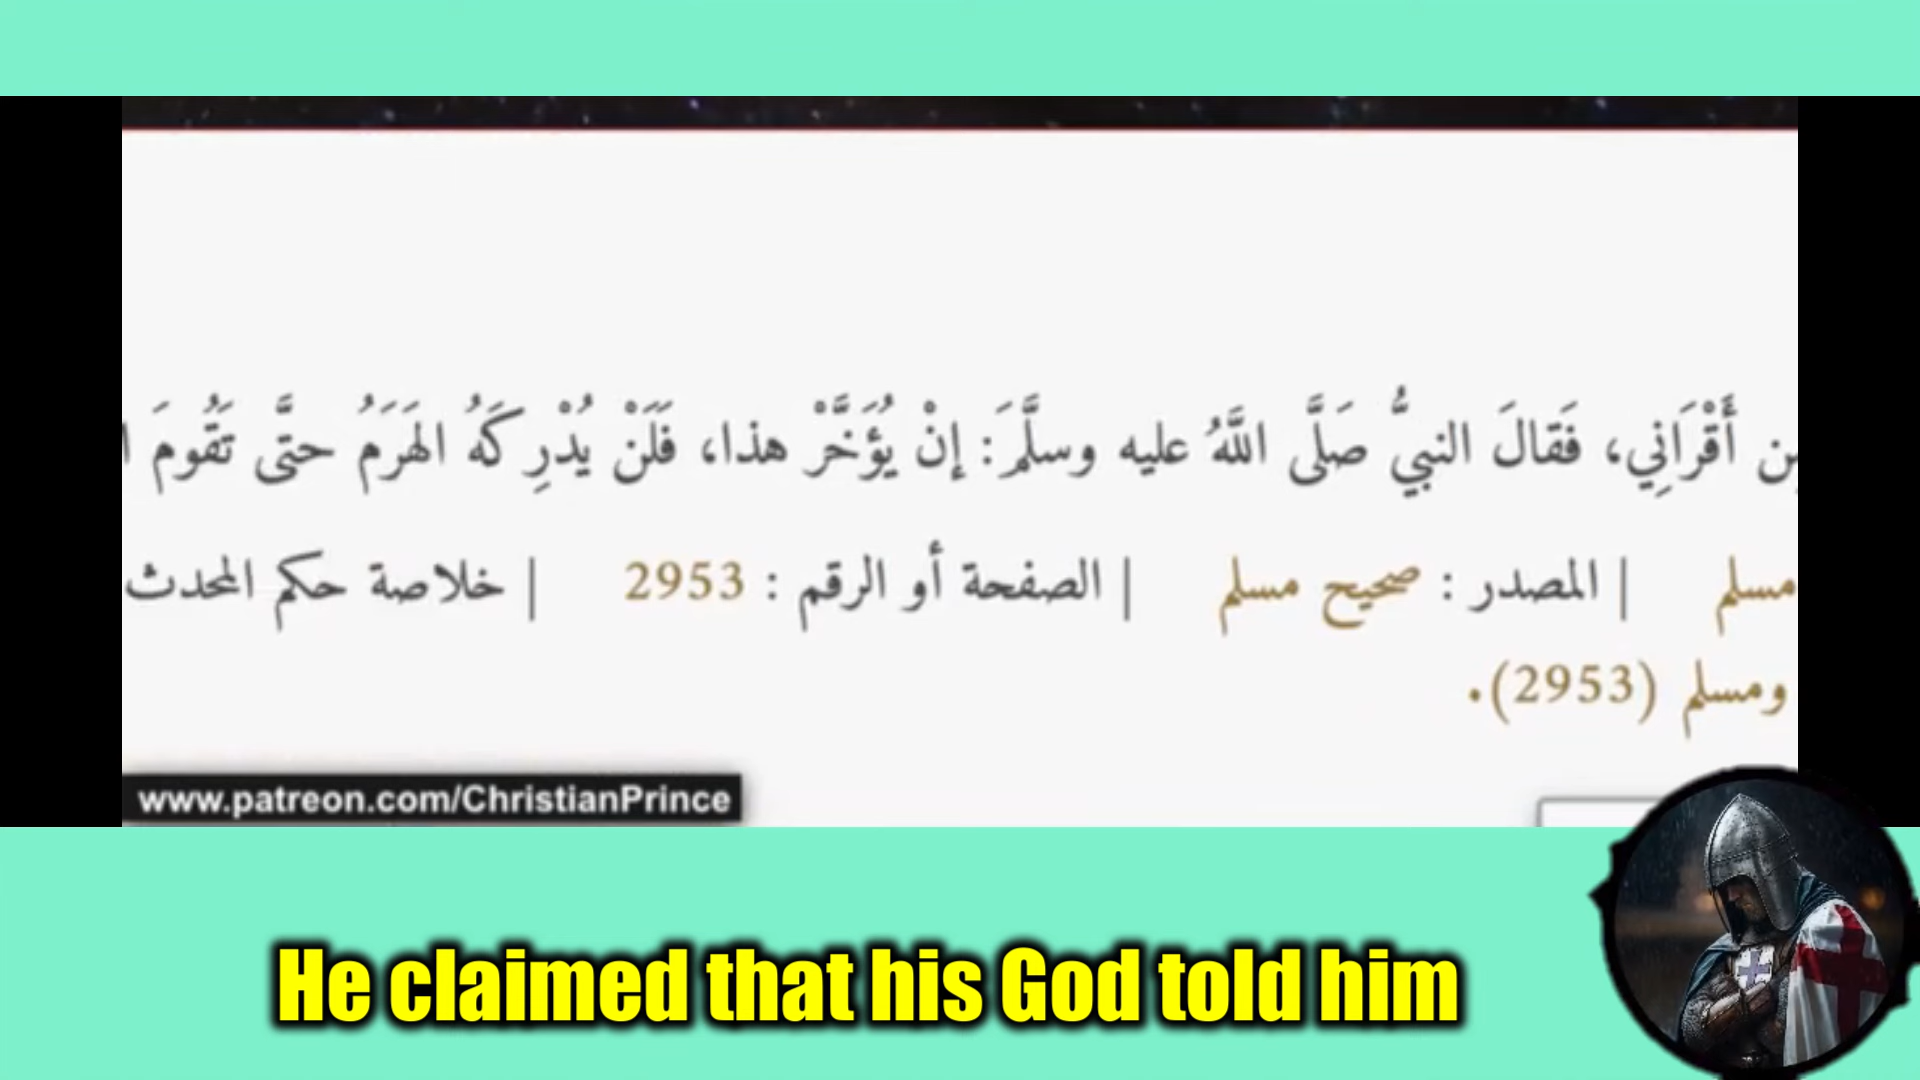 من أَقْرَانِي، فَقالَ النبيُّ صَلَّى اللَّهُ عليه وسلَّمَ: إنْ يُؤَخَّرْ هذا، فَلَنْ يُدْرِكَهُ الهَرَمُ حتَّى تَقُومَ
مسلم | المصدر : صحيح مسلم | الصفحة أو الرقم : 2953 | خلاصة حكم المحدث
ومسلم (2953).
www.patreon.com/ChristianPrince
He claimed that his God told him